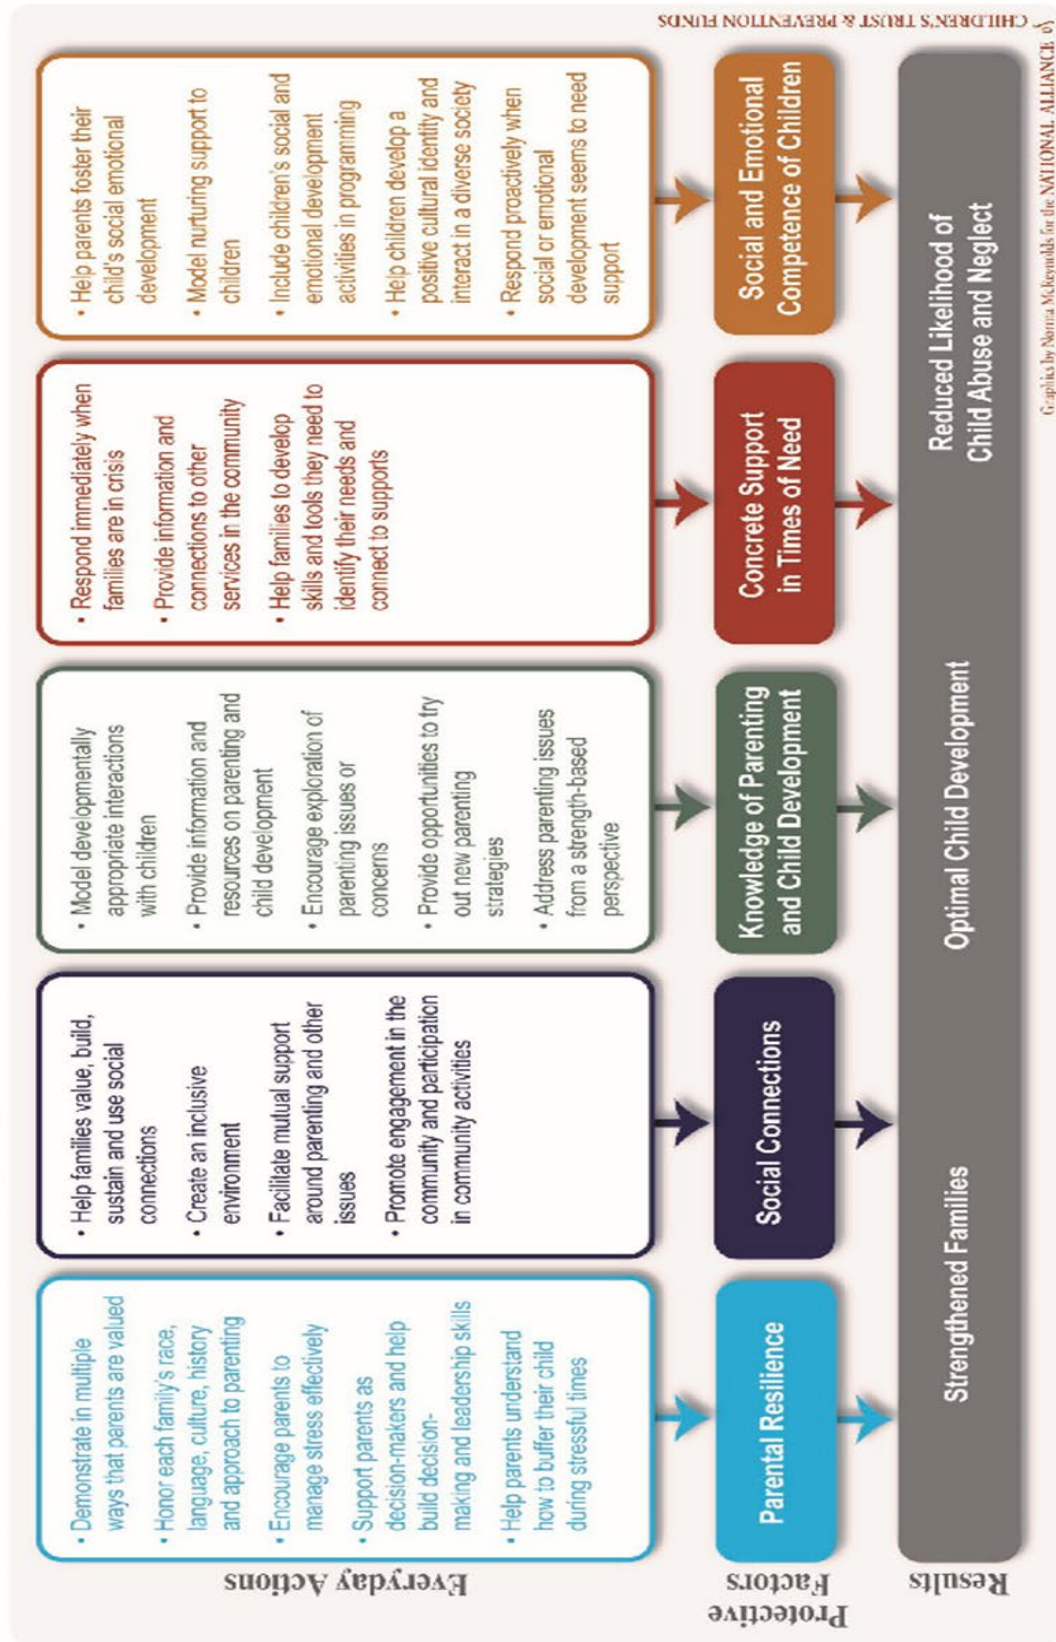 Everyday Actions
• Demonstrate in multiple
ways that parents are valued
• Honor each family's race,
language, culture, history
and approach to parenting
• Encourage parents to
manage stress effectively
• Support parents as
decision-makers and help
build decision-
making and leadership skills
• Help parents understand
how to buffer their child
during stressful times
• Help families value, build,
sustain and use social
connections
• Create an inclusive
environment
• Facilitate mutual support
around parenting and other
issues
• Promote engagement in the
community and participation
in community activities
• Model developmentally
appropriate interactions
with children
• Provide information and
resources on parenting and
child development
• Encourage exploration of
parenting issues or
concerns
• Provide opportunities to try
out new parenting
strategies
• Address parenting issues
from a strength-based
perspective
• Respond immediately when
families are in crisis
• Provide information and
connections to other
services in the community
• Help families to develop
skills and tools they need to
identify their needs and
connect to supports
• Help parents foster their
child's social emotional
development
• Model nurturing support to
children
• Include children's social and
emotional development
activities in programming
• Help children develop a
positive cultural identity and
interact in a diverse society
• Respond proactively when
social or emotional
development seems to need
support
Protective
Factors
Parental Resilience
Social Connections
Knowledge of Parenting
and Child Development
Concrete Support
in Times of Need
Social and Emotional
Competence of Children
Results
Strengthened Families
Optimal Child Development
Reduced Likelihood of
Child Abuse and Neglect
Graphics by Norma McReynolds for the NATIONAL ALLIANCE of
CHILDREN'S TRUST & PREVENTION FUNDS